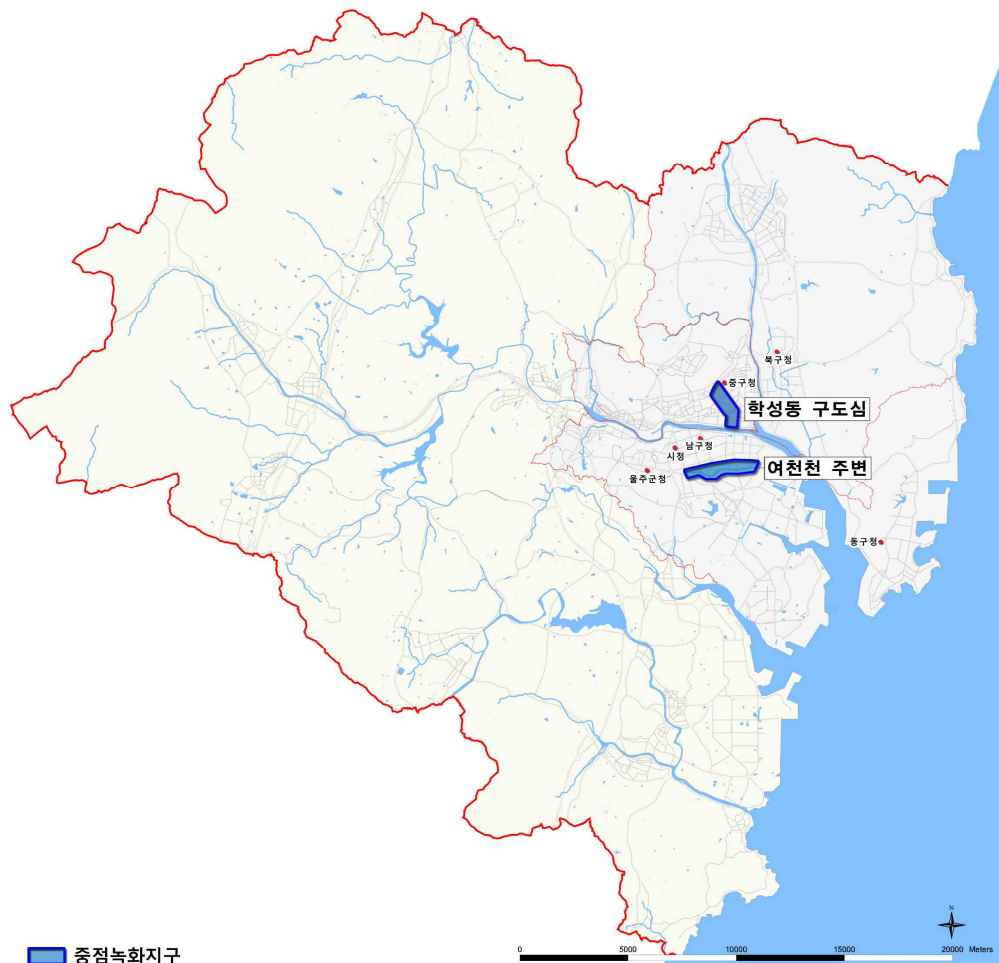 북구청
중구청
학성동 구도심
남구청
시청
여천천 주변
울주군청
동구청
N
중점녹화지구
0 5000 10000 15000 20000 Meters